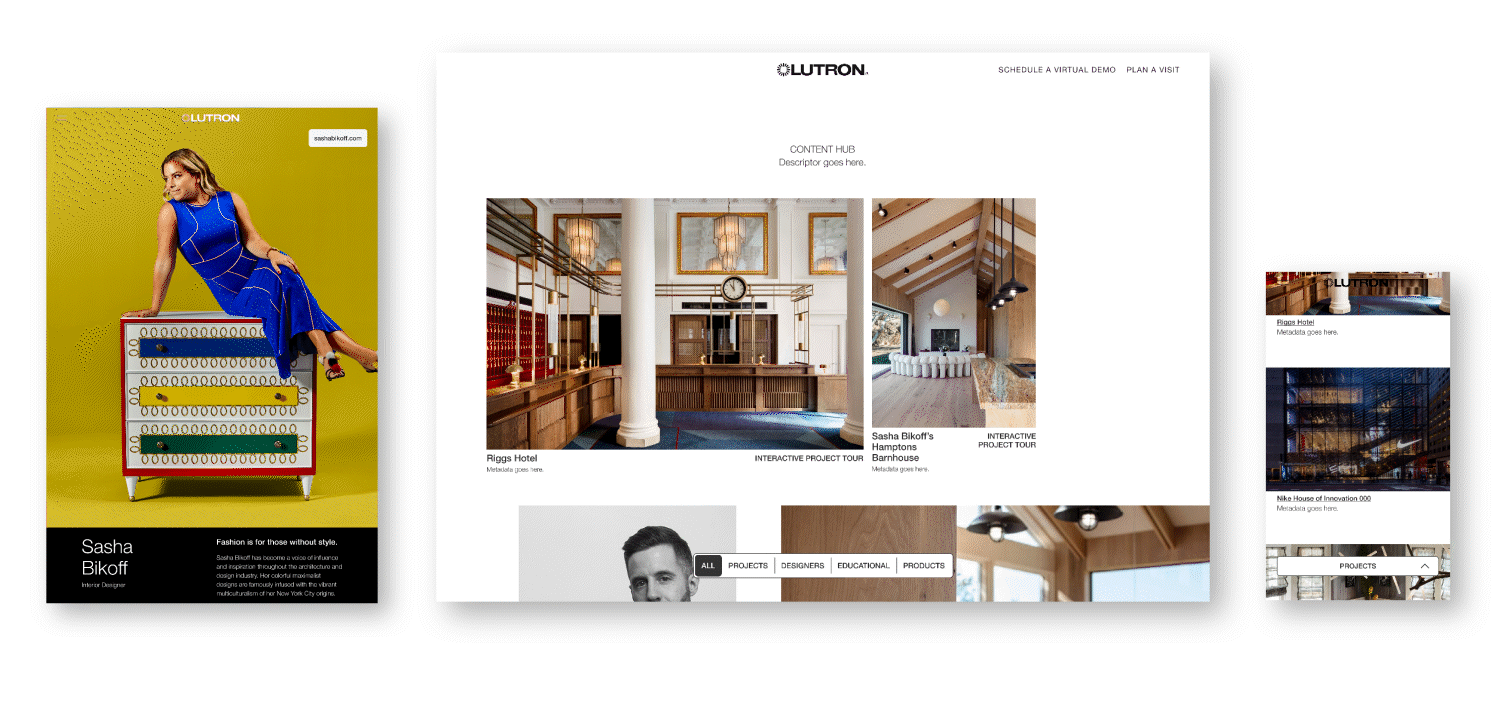 LUTRON
sashabikoff.com
Sasha
Bikoff
Interior Designer
Fashion is for those without style.
Sasha Bikoff has become a voice of influence
and inspiration throughout the architecture and
design industry. Her colorful maximalist
designs are famously infused with the vibrant
multiculturalism of her New York City origins.
LUTRON
SCHEDULE A VIRTUAL DEMO
PLAN A VISIT
CONTENT HUB
Descriptor goes here.
Riggs Hotel
INTERACTIVE PROJECT TOUR
Metadata goes here.
Sasha Bikoff's
Hamptons
Barnhouse
INTERACTIVE
PROJECT TOUR
Metadata goes here.
ALL
PROJECTS
DESIGNERS
EDUCATIONAL
PRODUCTS
LUTRON
Riggs Hotel
Metadata goes here.
Nike House of Innovation 000
Metadata goes here.
PROJECTS